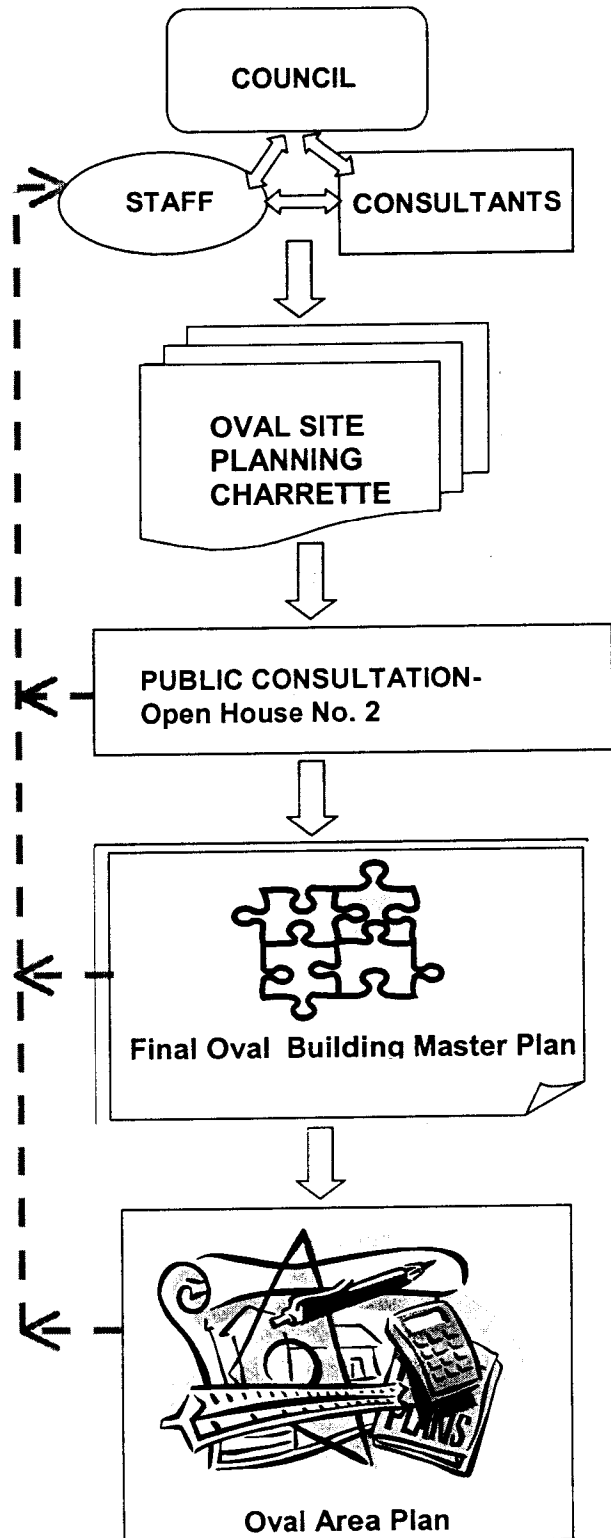 COUNCIL
STAFF
CONSULTANTS
OVAL SITE
PLANNING
CHARRETTE
PUBLIC CONSULTATION-
Open House No. 2
Final Oval Building Master Plan
PLANS
Oval Area Plan